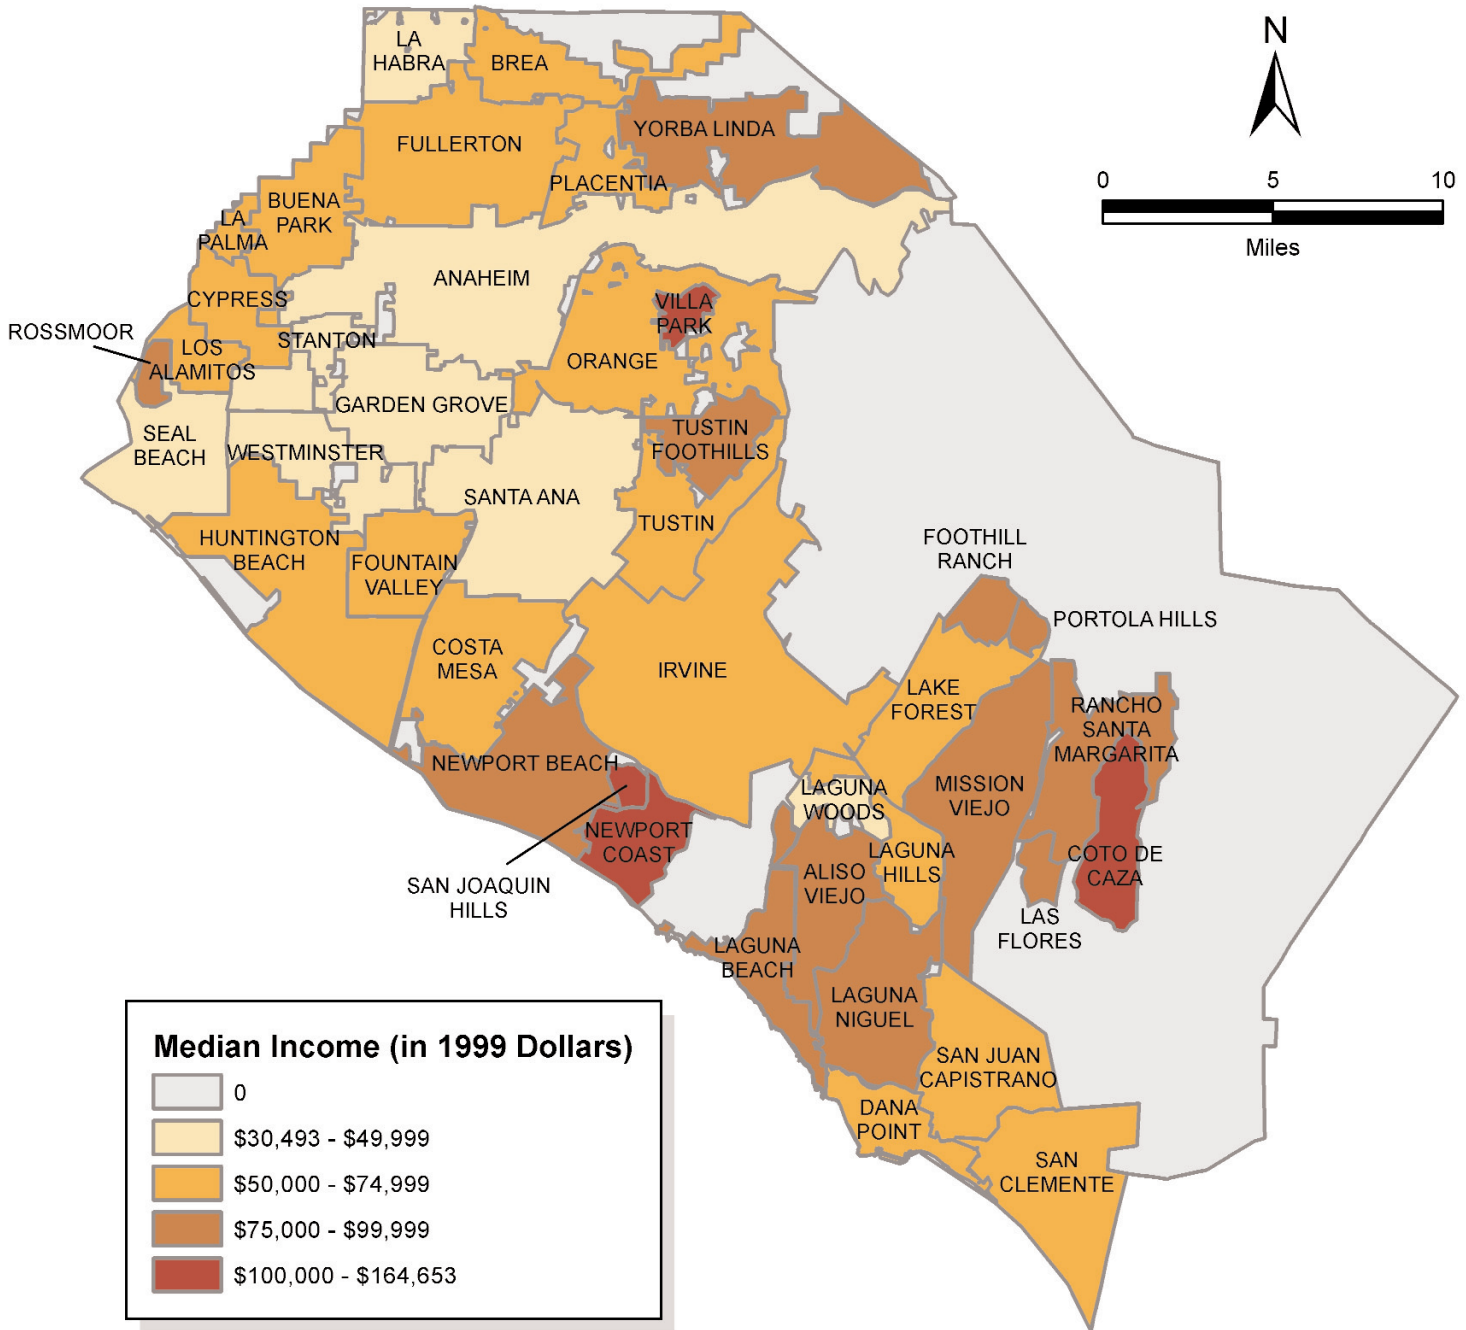 N
0
5
10
Miles
LA
HABRA
BREA
YORBA LINDA
FULLERTON
PLACENTIA
BUENA
PARK
LA
PALMA
ANAHEIM
CYPRESS
VILLA
PARK
ROSSMOOR
STANTON
LOS
ALAMITOS
ORANGE
GARDEN GROVE
TUSTIN
FOOTHILLS
SEAL
BEACH
WESTMINSTER
SANTA ANA
TUSTIN
HUNTINGTON
BEACH
FOUNTAIN
VALLEY
FOOTHILL
RANCH
PORTOLA HILLS
COSTA
MESA
IRVINE
LAKE
FOREST
RANCHO
SANTA
MARGARITA
NEWPORT BEACH
LAGUNA
WOODS
MISSION
VIEJO
NEWPORT
COAST
LAGUNA
HILLS
ALISO
VIEJO
COTO DE
CAZA
SAN JOAQUIN
HILLS
LAS
FLORES
LAGUNA
BEACH
LAGUNA
NIGUEL
SAN JUAN
CAPISTRANO
DANA
POINT
SAN
CLEMENTE
Median Income (in 1999 Dollars)
0
$30,493 - $49,999
$50,000 - $74,999
$75,000 - $99,999
$100,000 - $164,653